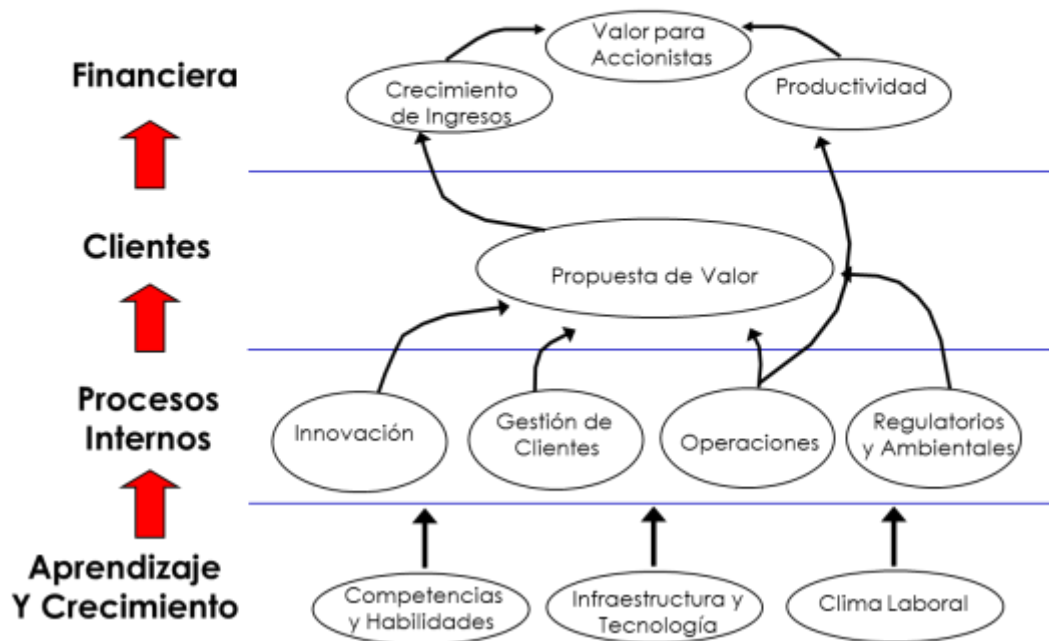 Financiera
Valor para
Accionistas
Crecimiento
de Ingresos
Productividad
Clientes
Propuesta de Valor
Procesos
Internos
Innovación
Gestión de
Clientes
Operaciones
Regulatorios
y Ambientales
Aprendizaje
Y Crecimiento
Competencias
y Habilidades
Infraestructura y
Tecnología
Clima Laboral